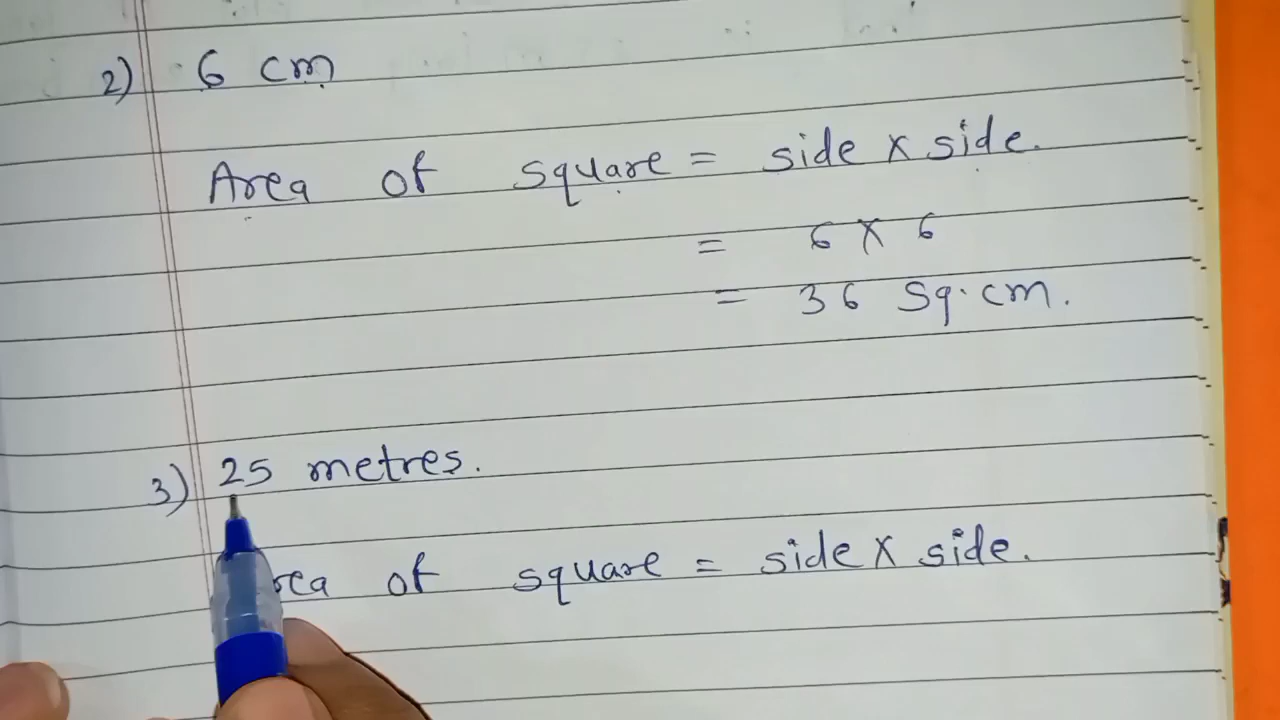 2) 6 cm
Area of square = side x side.
= 6 x 6
= 36 Sq. cm.
3) 25 metres.
of square = side x side.